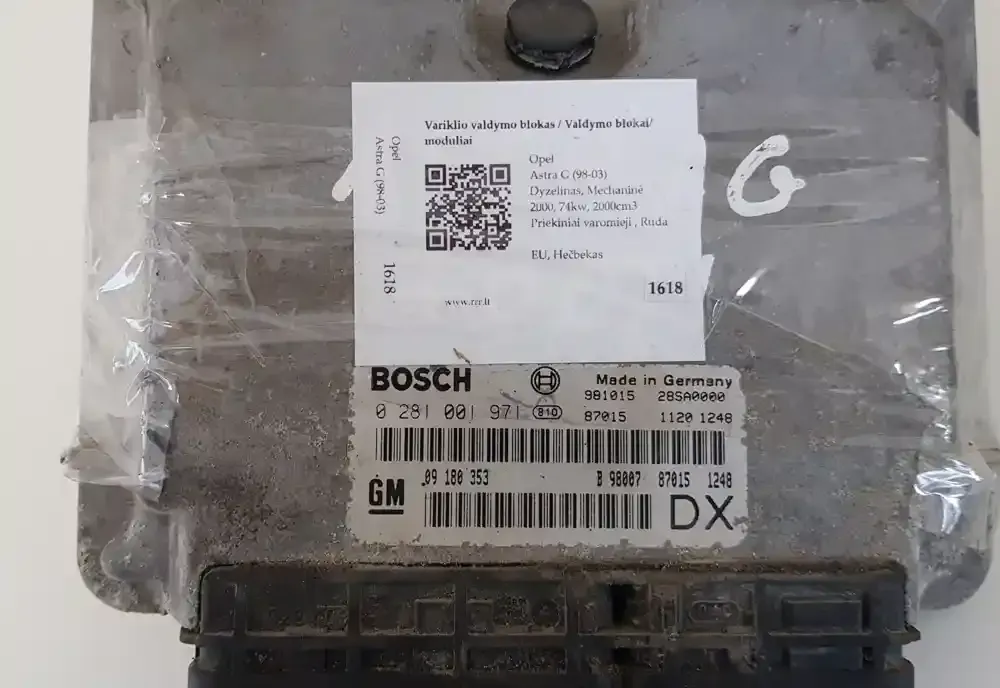 Variklio valdymo blokas / Valdymo blokai/
moduliai
Opel
Astra G (98-03)
1618
Opel
Astra G (98-03)
Dyzelinas, Mechaninė
2000, 74kw, 2000cm3
Priekiniai varomieji , Ruda
EU, Hečbekas
1618
www.rrr.lt
G
BOSCH Made in Germany
981015 28SA0000
0 281 001 971 810 87015 1120 1248
GM 09 180 353 B 98007 87015 1248
DX